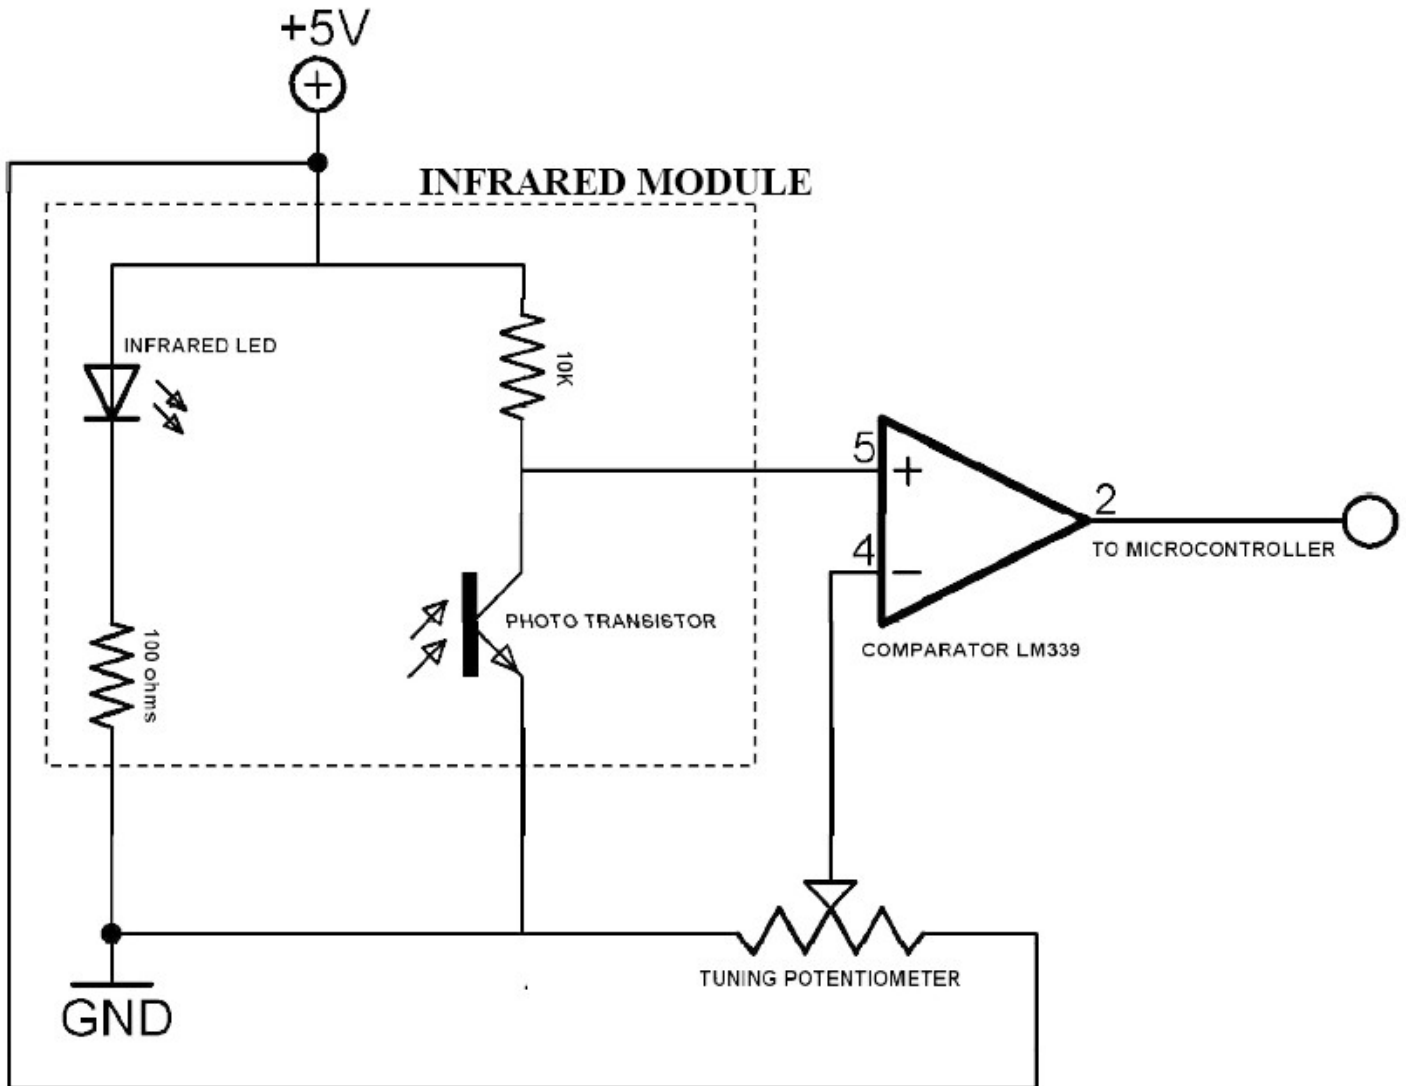 +5V
INFRARED MODULE
INFRARED LED
10K
5
+
2
4
−
TO MICROCONTROLLER
PHOTO TRANSISTOR
COMPARATOR LM339
100 ohms
TUNING POTENTIOMETER
GND